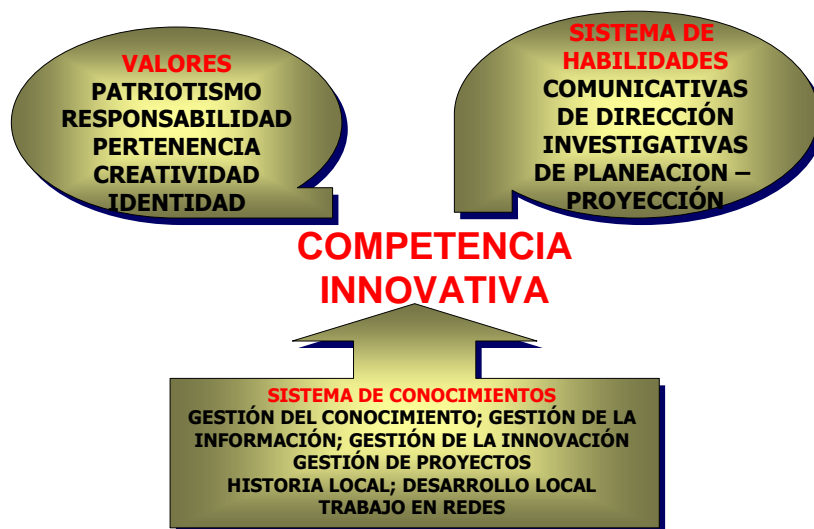 VALORES
PATRIOTISMO
RESPONSABILIDAD
PERTENENCIA
CREATIVIDAD
IDENTIDAD
SISTEMA DE
HABILIDADES
COMUNICATIVAS
DE DIRECCIÓN
INVESTIGATIVAS
DE PLANEACION –
PROYECCIÓN
COMPETENCIA
INNOVATIVA
SISTEMA DE CONOCIMIENTOS
GESTIÓN DEL CONOCIMIENTO; GESTIÓN DE LA
INFORMACIÓN; GESTIÓN DE LA INNOVACIÓN
GESTIÓN DE PROYECTOS
HISTORIA LOCAL; DESARROLLO LOCAL
TRABAJO EN REDES